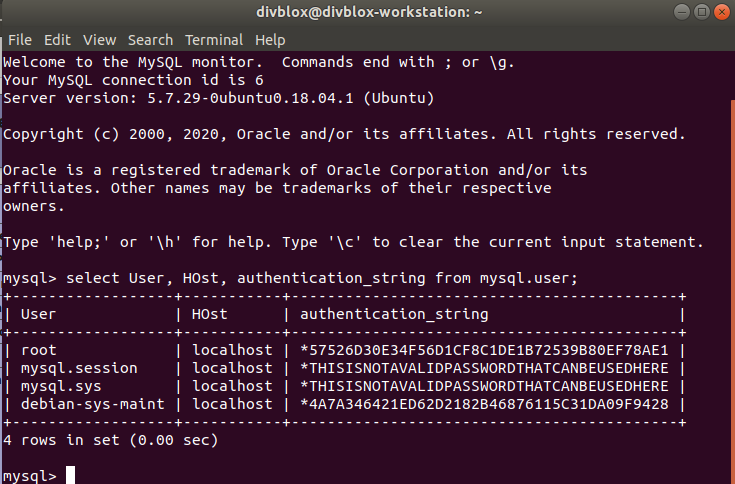 divblox@divblox-workstation: ~
File Edit View Search Terminal Help
Welcome to the MySQL monitor.  Commands end with ; or \g.
Your MySQL connection id is 6
Server version: 5.7.29-0ubuntu0.18.04.1 (Ubuntu)
Copyright (c) 2000, 2020, Oracle and/or its affiliates. All rights reserved.
Oracle is a registered trademark of Oracle Corporation and/or its
affiliates. Other names may be trademarks of their respective
owners.
Type 'help;' or '\h' for help. Type '\c' to clear the current input statement.
mysql> select User, HOst, authentication_string from mysql.user;
+------------------+-----------+-------------------------------------------+
| User             | HOst      | authentication_string                     |
+------------------+-----------+-------------------------------------------+
| root             | localhost | *57526D30E34F56D1CF8C1DE1B72539B80EF78AE1 |
| mysql.session    | localhost | *THISISNOTAVALIDPASSWORDTHATCANBEUSEDHERE |
| mysql.sys        | localhost | *THISISNOTAVALIDPASSWORDTHATCANBEUSEDHERE |
| debian-sys-maint | localhost | *4A7A346421ED62D2182B46876115C31DA09F9428 |
+------------------+-----------+-------------------------------------------+
4 rows in set (0.00 sec)
mysql>